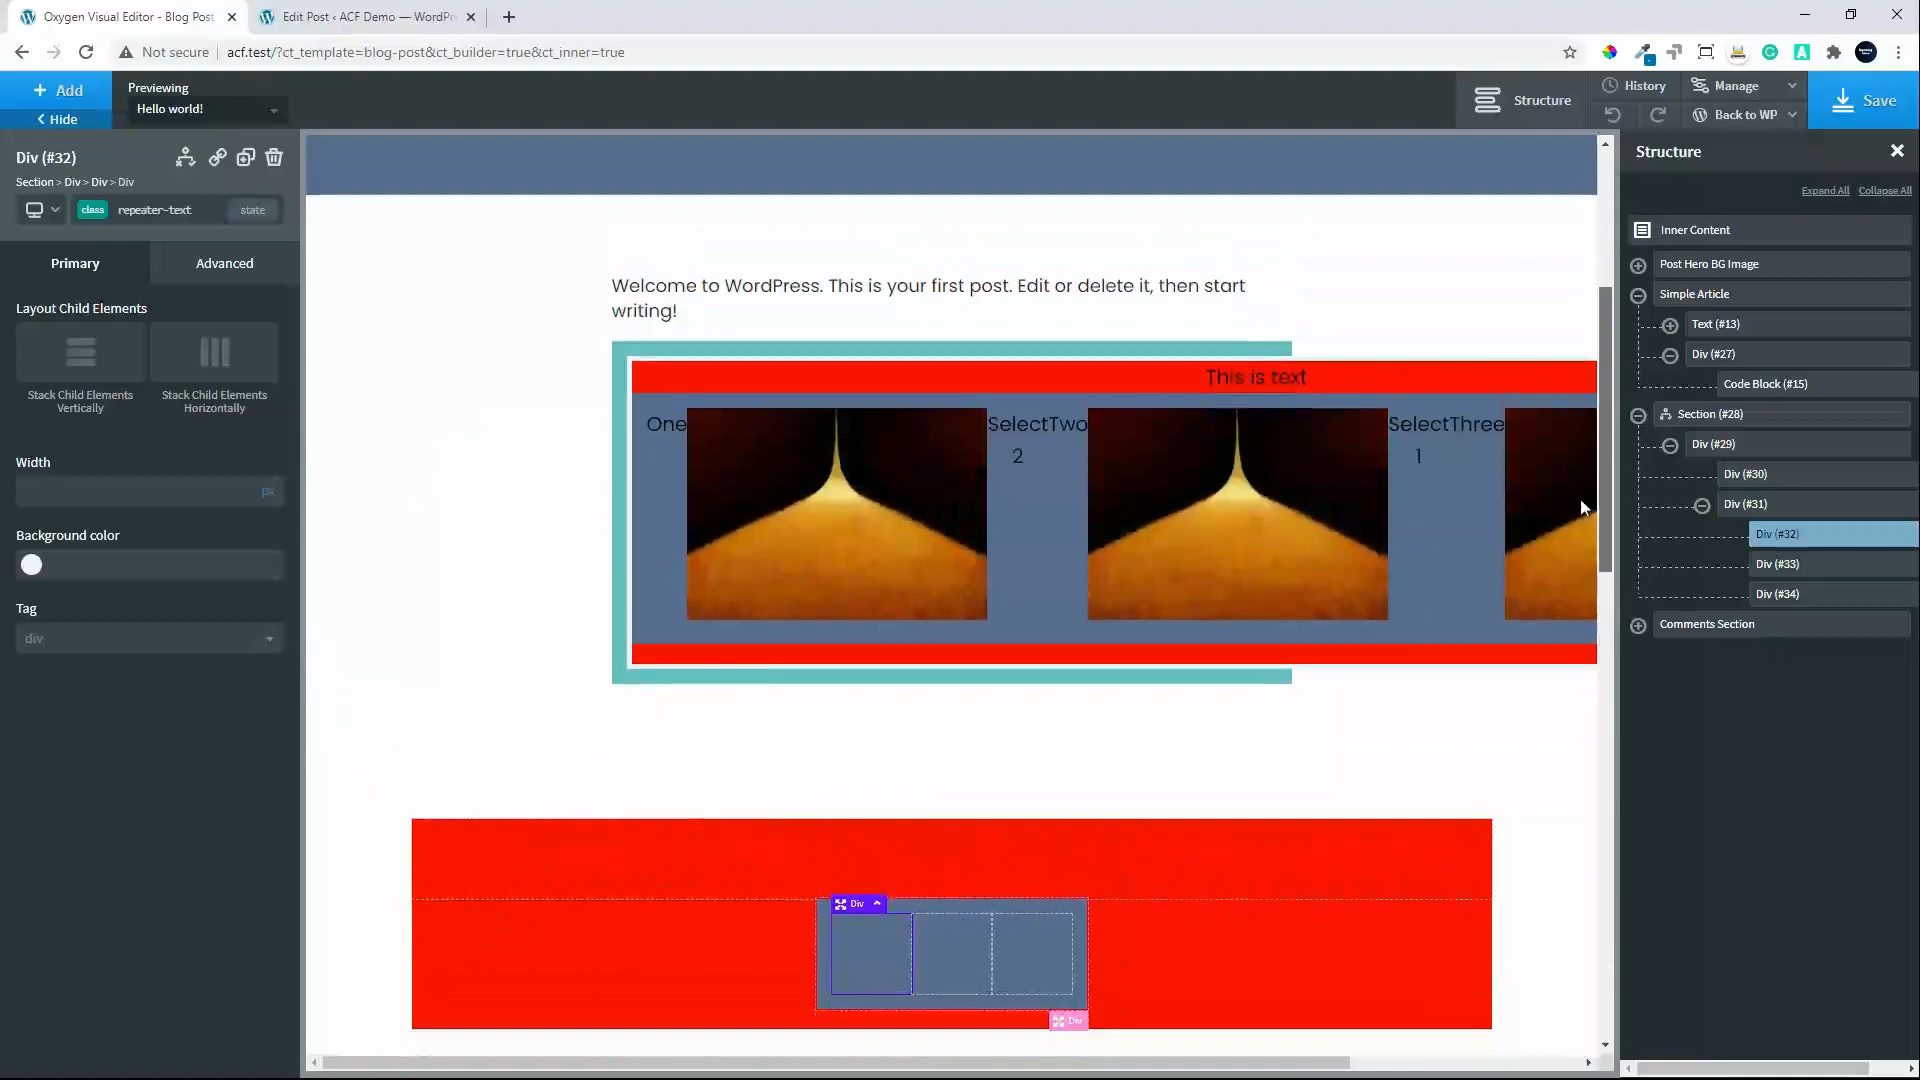 Oxygen Visual Editor - Blog Post
Edit Post ‹ ACF Demo — WordPr
Not secure
acf.test/?ct_template=blog-post&ct_builder=true&ct_inner=true
+ Add
Previewing
Hello world!
Hide
Structure
History
Manage
Back to WP
Save
Div (#32)
Section > Div > Div > Div
class
repeater-text
state
Primary
Advanced
Layout Child Elements
Stack Child Elements
Vertically
Stack Child Elements
Horizontally
Width
px
Background color
Tag
div
Welcome to WordPress. This is your first post. Edit or delete it, then start
writing!
This is text
One
SelectTwo
2
SelectThree
1
Div
Div
Structure
Expand All
Collapse All
Inner Content
Post Hero BG Image
Simple Article
Text (#13)
Div (#27)
Code Block (#15)
Section (#28)
Div (#29)
Div (#30)
Div (#31)
Div (#32)
Div (#33)
Div (#34)
Comments Section